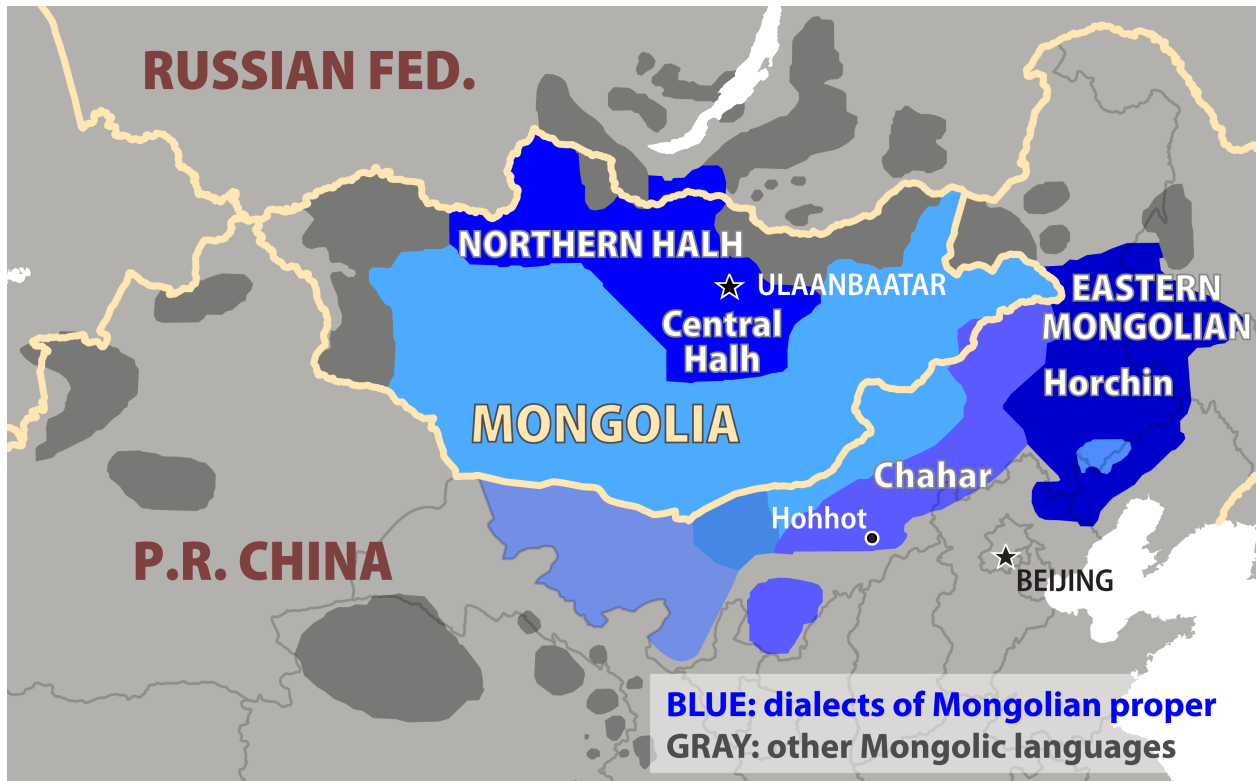 RUSSIAN FED.
NORTHERN HALH
ULAANBAATAR
Central
Halh
EASTERN
MONGOLIAN
Horchin
MONGOLIA
Chahar
Hohhot
P.R. CHINA
BEIJING
BLUE: dialects of Mongolian proper
GRAY: other Mongolic languages